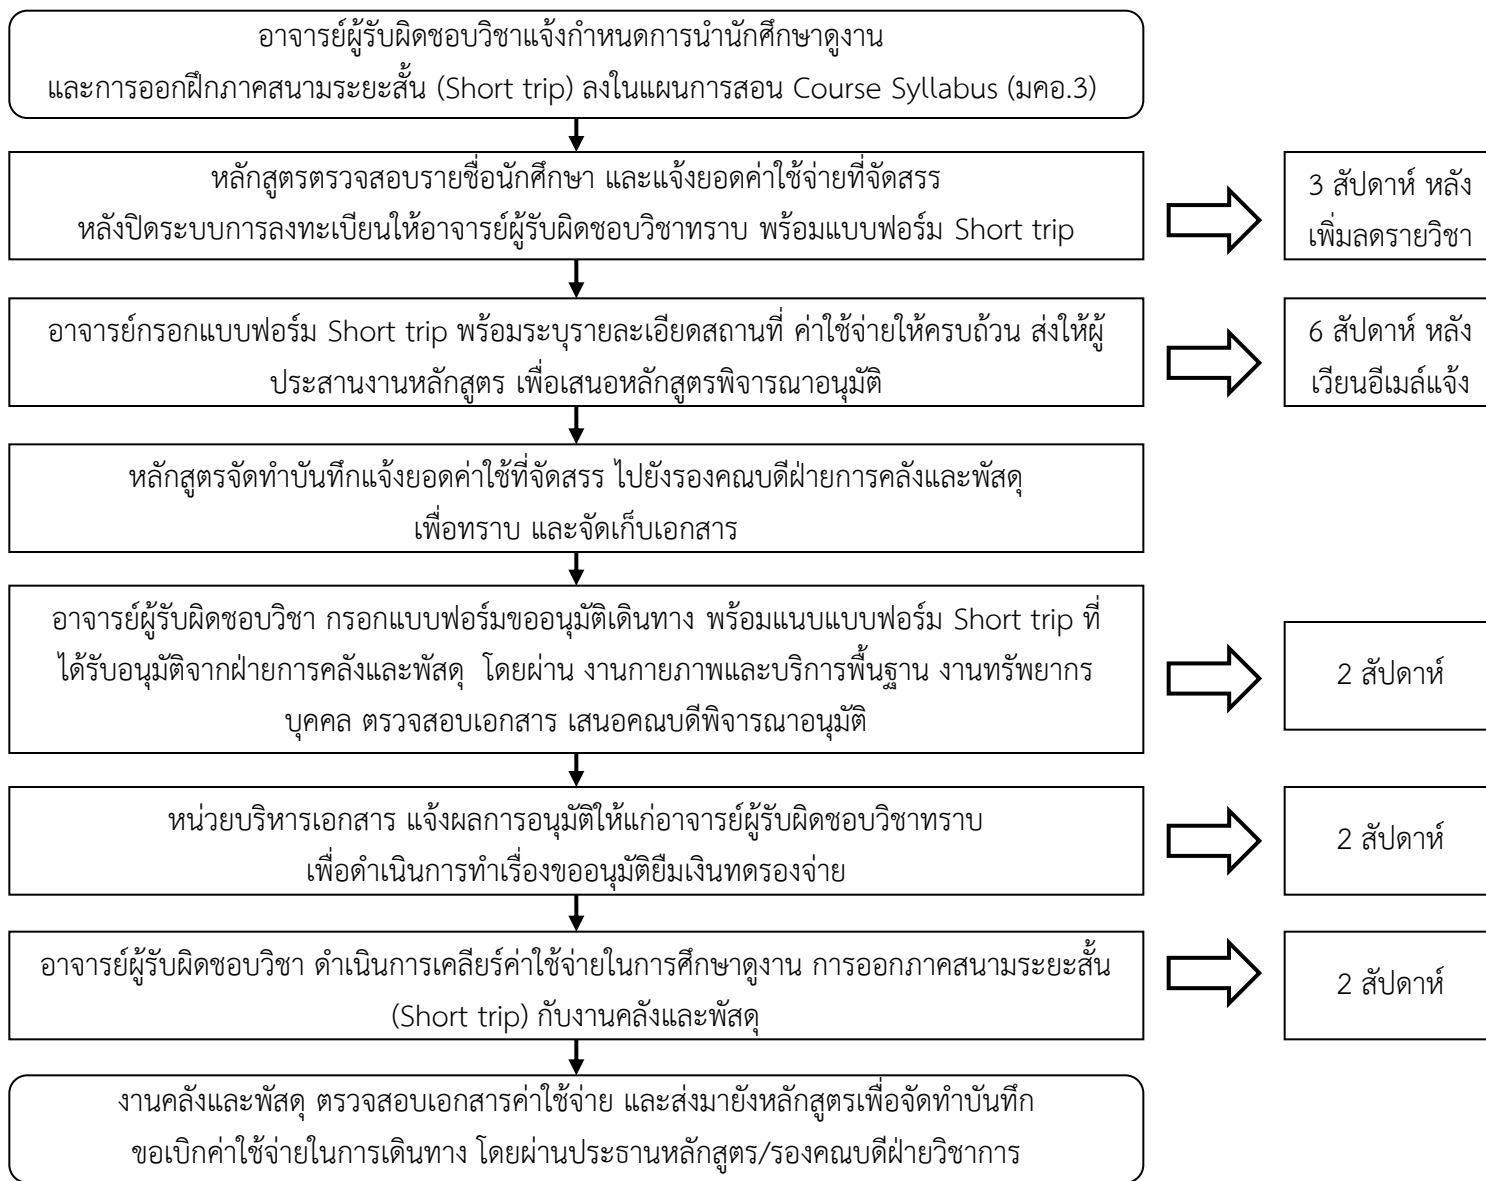 อาจารย์ผู้รับผิดชอบวิชาแจ้งกำหนดการนำนักศึกษาดูงาน
และการออกฝึกภาคสนามระยะสั้น (Short trip) ลงในแผนการสอน Course Syllabus (มคอ.3)
หลักสูตรตรวจสอบรายชื่อนักศึกษา และแจ้งยอดค่าใช้จ่ายที่จัดสรร
หลังปิดระบบการลงทะเบียนให้อาจารย์ผู้รับผิดชอบวิชาทราบ พร้อมแบบฟอร์ม Short trip
3 สัปดาห์ หลัง
เพิ่มลดรายวิชา
อาจารย์กรอกแบบฟอร์ม Short trip พร้อมระบุรายละเอียดสถานที่ ค่าใช้จ่ายให้ครบถ้วน ส่งให้ผู้
ประสานงานหลักสูตร เพื่อเสนอหลักสูตรพิจารณาอนุมัติ
6 สัปดาห์ หลัง
เวียนอีเมล์แจ้ง
หลักสูตรจัดทำบันทึกแจ้งยอดค่าใช้ที่จัดสรร ไปยังรองคณบดีฝ่ายการคลังและพัสดุ
เพื่อทราบ และจัดเก็บเอกสาร
อาจารย์ผู้รับผิดชอบวิชา กรอกแบบฟอร์มขออนุมัติเดินทาง พร้อมแนบแบบฟอร์ม Short trip ที่
ได้รับอนุมัติจากฝ่ายการคลังและพัสดุ โดยผ่าน งานกายภาพและบริการพื้นฐาน งานทรัพยากร
บุคคล ตรวจสอบเอกสาร เสนอคณบดีพิจารณาอนุมัติ
2 สัปดาห์
หน่วยบริหารเอกสาร แจ้งผลการอนุมัติให้แก่อาจารย์ผู้รับผิดชอบวิชาทราบ
เพื่อดำเนินการทำเรื่องขออนุมัติยืมเงินทดรองจ่าย
2 สัปดาห์
อาจารย์ผู้รับผิดชอบวิชา ดำเนินการเคลียร์ค่าใช้จ่ายในการศึกษาดูงาน การออกภาคสนามระยะสั้น
(Short trip) กับงานคลังและพัสดุ
2 สัปดาห์
งานคลังและพัสดุ ตรวจสอบเอกสารค่าใช้จ่าย และส่งมายังหลักสูตรเพื่อจัดทำบันทึก
ขอเบิกค่าใช้จ่ายในการเดินทาง โดยผ่านประธานหลักสูตร/รองคณบดีฝ่ายวิชาการ